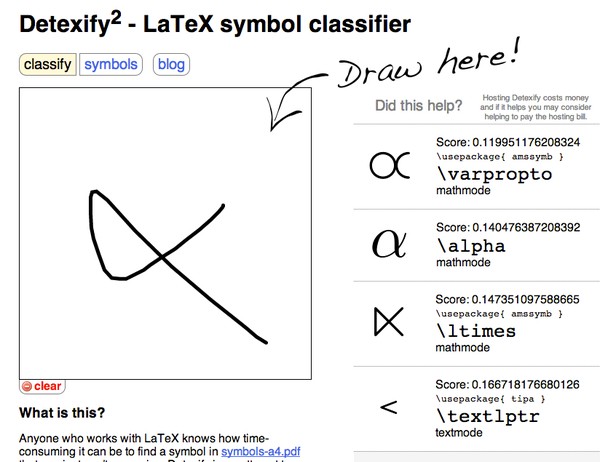 Detexify2 - LaTeX symbol classifier
classify symbols blog
Draw here!
Did this help?
Hosting Detexify costs money
and if it helps you may consider
helping to pay the hosting bill.
∝
Score: 0.119951176208324
\usepackage{ amssymb }
\varpropto
mathmode
α
Score: 0.140476387208392
\alpha
mathmode
⋉
Score: 0.147351097588665
\usepackage{ amssymb }
\ltimes
mathmode
<
Score: 0.166718176680126
\usepackage{ tipa }
\textlptr
textmode
clear
What is this?
Anyone who works with LaTeX knows how time-
consuming it can be to find a symbol in symbols-a4.pdf